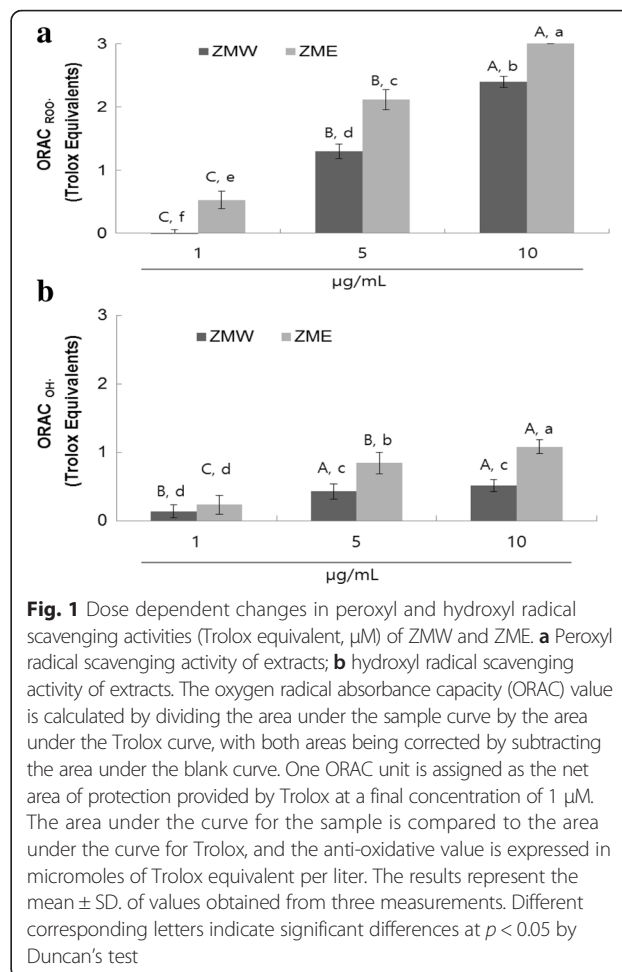 a
3
2
1
0
ORAC ROO·
(Trolox Equivalents)
ZMW ZME
C, f
C, e
B, d
B, c
A, b
A, a
1 5 10
µg/mL
b
3
2
1
0
ORAC OH·
(Trolox Equivalents)
ZMW ZME
B, d
C, d
A, c
B, b
A, c
A, a
1 5 10
µg/mL
Fig. 1 Dose dependent changes in peroxyl and hydroxyl radical
scavenging activities (Trolox equivalent, µM) of ZMW and ZME. a Peroxyl
radical scavenging activity of extracts; b hydroxyl radical scavenging
activity of extracts. The oxygen radical absorbance capacity (ORAC) value
is calculated by dividing the area under the sample curve by the area
under the Trolox curve, with both areas being corrected by subtracting
the area under the blank curve. One ORAC unit is assigned as the net
area of protection provided by Trolox at a final concentration of 1 µM.
The area under the curve for the sample is compared to the area
under the curve for Trolox, and the anti-oxidative value is expressed in
micromoles of Trolox equivalent per liter. The results represent the
mean ± SD. of values obtained from three measurements. Different
corresponding letters indicate significant differences at p < 0.05 by
Duncan's test